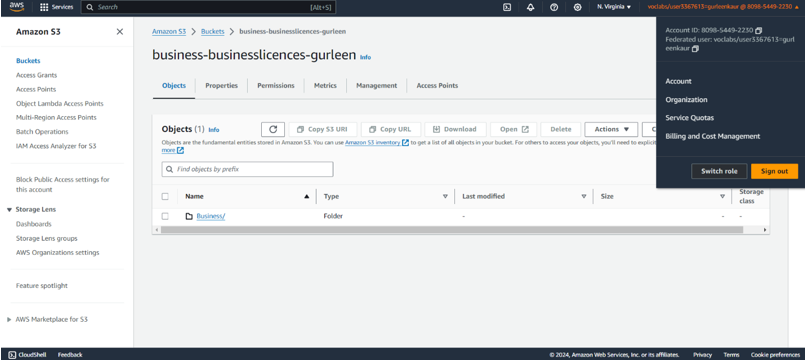 aws
Services
Search
[Alt+S]
N. Virginia
voclabs/user3367613=gurleenkaur @ 8098-5449-2230
Amazon S3
Buckets
Access Grants
Access Points
Object Lambda Access Points
Multi-Region Access Points
Batch Operations
IAM Access Analyzer for S3
Block Public Access settings for
this account
Storage Lens
Dashboards
Storage Lens groups
AWS Organizations settings
Feature spotlight
AWS Marketplace for S3
Amazon S3 > Buckets > business-businesslicences-gurleen
business-businesslicences-gurleen Info
Objects Properties Permissions Metrics Management Access Points
Objects (1) Info
Copy S3 URI Copy URL Download Open Delete Actions C
Objects are the fundamental entities stored in Amazon S3. You can use Amazon S3 inventory to get a list of all objects in your bucket. For others to access your objects, you'll need to explicit
more
Find objects by prefix
Name Type Last modified Size Storage
class
Business/ Folder - - -
Account ID: 8098-5449-2230
Federated user: voclabs/user3367613=gurl
eenkaur
Account
Organization
Service Quotas
Billing and Cost Management
Switch role Sign out
CloudShell Feedback © 2024, Amazon Web Services, Inc. or its affiliates. Privacy Terms Cookie preferences